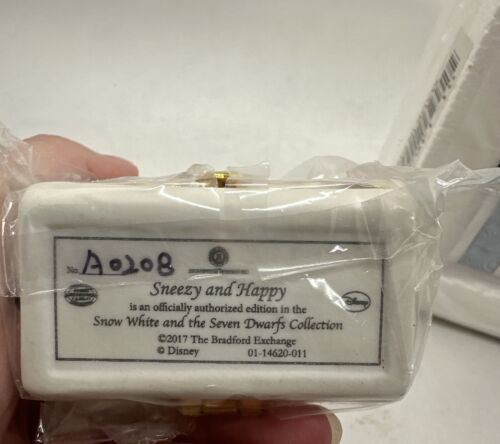 No. A0208
Sneezy and Happy
is an officially authorized edition in the
Snow White and the Seven Dwarfs Collection
©2017 The Bradford Exchange
© Disney 01-14620-011
Disney